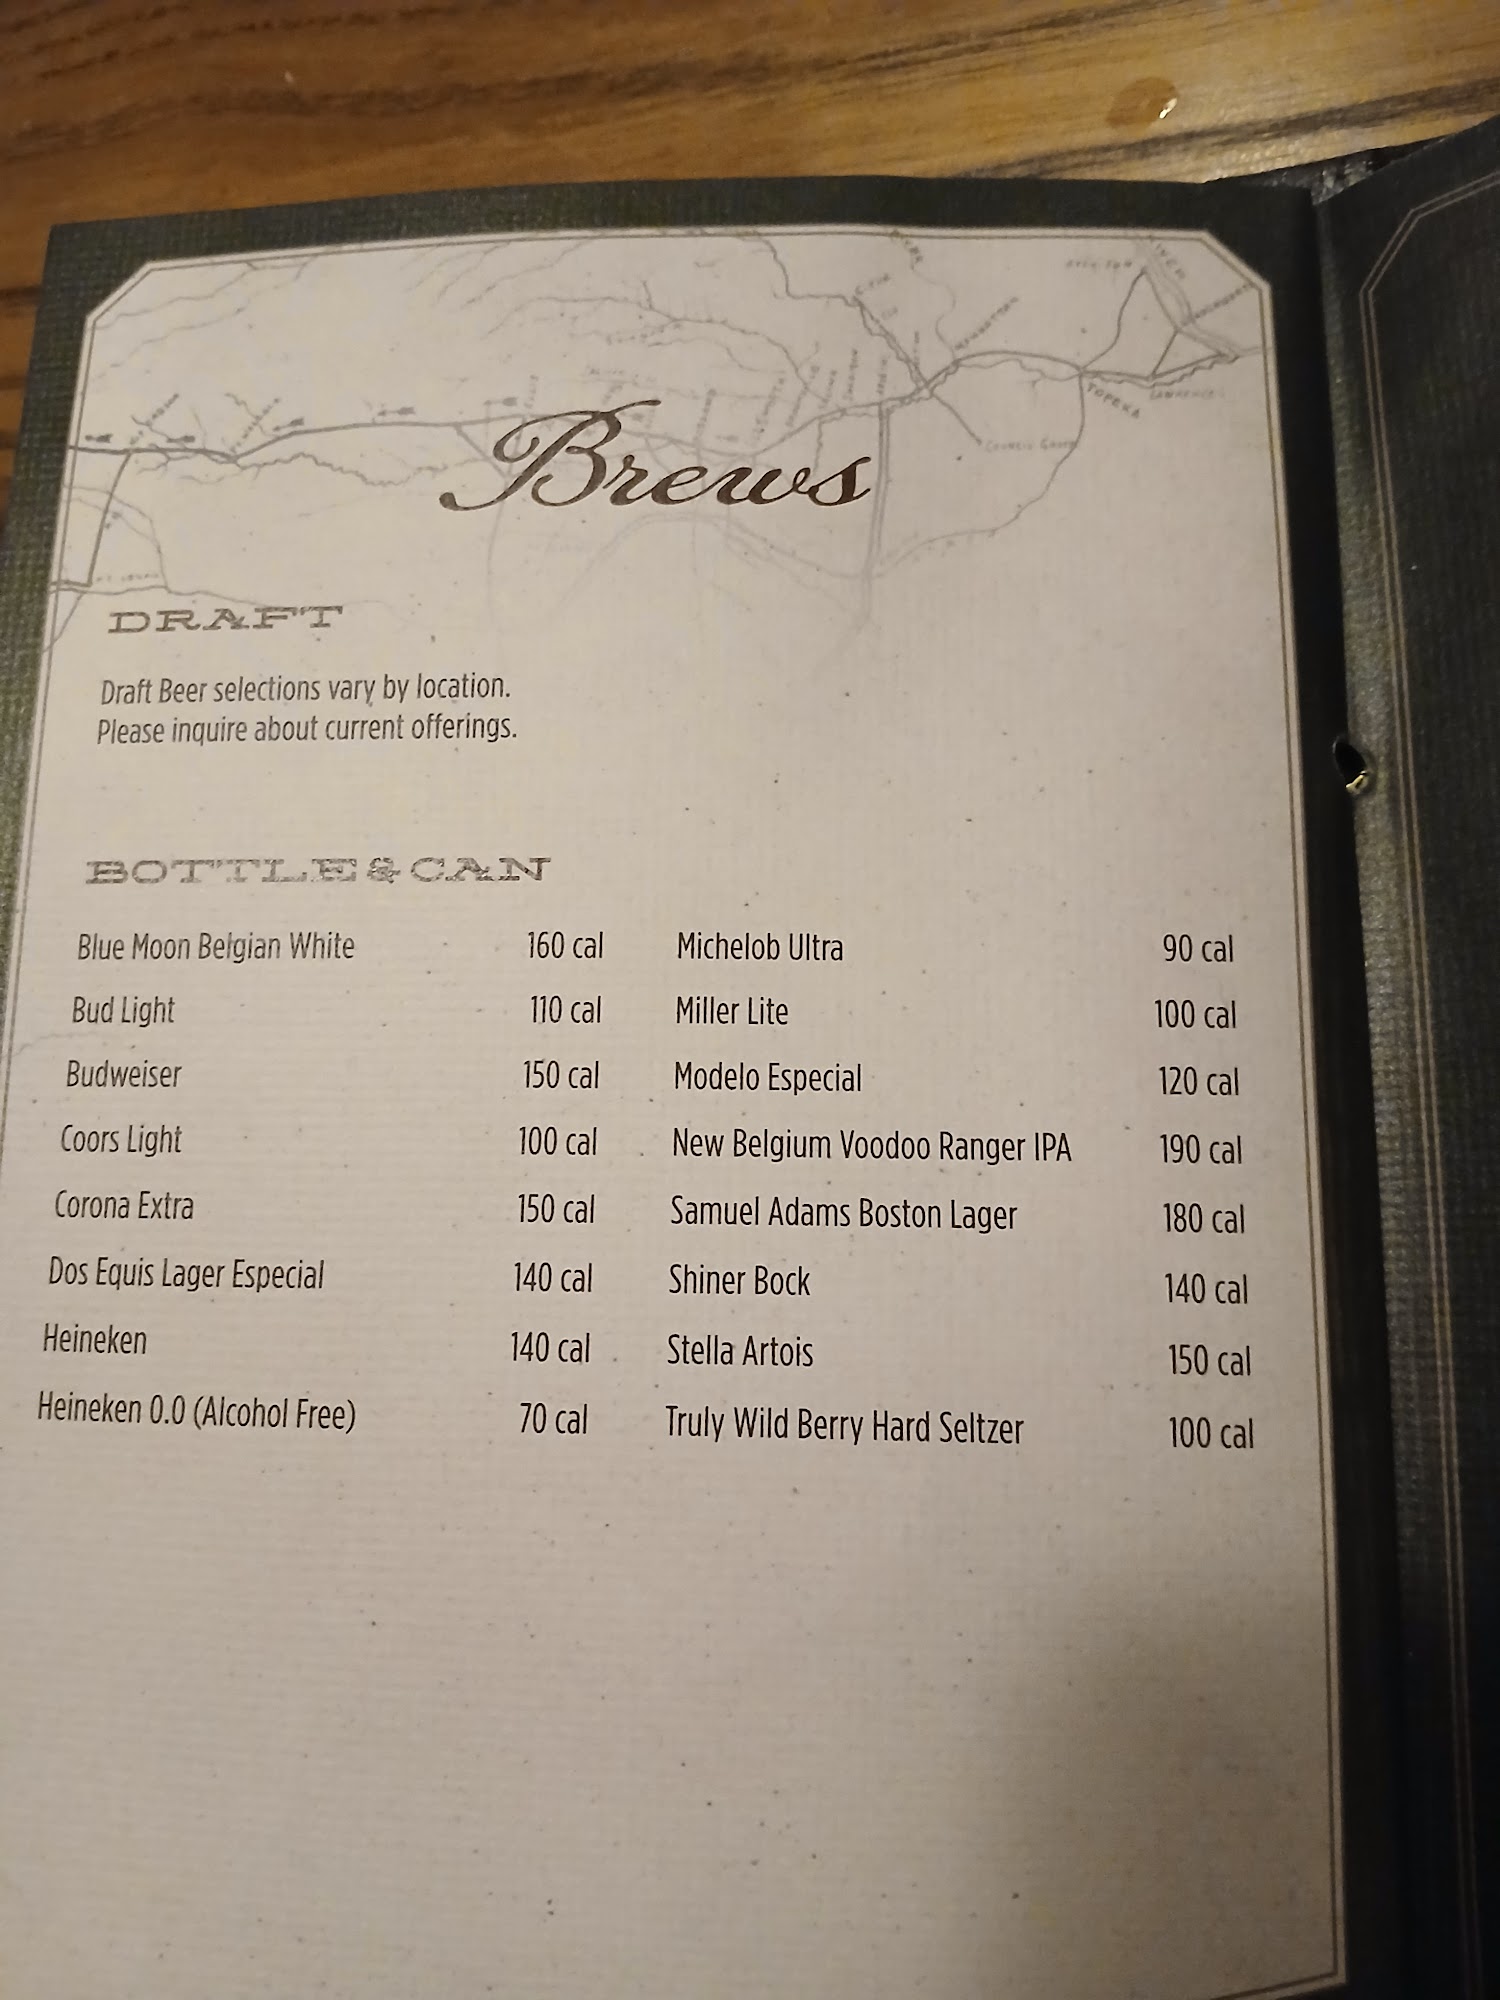 TOPEKA
Brews
DRAFT
Draft Beer selections vary by location.
Please inquire about current offerings.
BOTTLE & CAN
Blue Moon Belgian White 160 cal
Bud Light 110 cal
Budweiser 150 cal
Coors Light 100 cal
Corona Extra 150 cal
Dos Equis Lager Especial 140 cal
Heineken 140 cal
Heineken 0.0 (Alcohol Free) 70 cal
Michelob Ultra 90 cal
Miller Lite 100 cal
Modelo Especial 120 cal
New Belgium Voodoo Ranger IPA 190 cal
Samuel Adams Boston Lager 180 cal
Shiner Bock 140 cal
Stella Artois 150 cal
Truly Wild Berry Hard Seltzer 100 cal